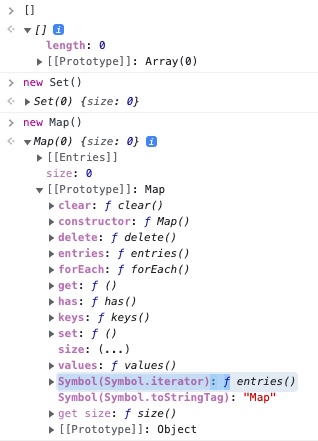 []
[] i
length: 0
[[Prototype]]: Array(0)
new Set()
Set(0) {size: 0}
new Map()
Map(0) {size: 0} i
[[Entries]]
size: 0
[[Prototype]]: Map
clear: ƒ clear()
constructor: ƒ Map()
delete: ƒ delete()
entries: ƒ entries()
forEach: ƒ forEach()
get: ƒ ()
has: ƒ has()
keys: ƒ keys()
set: ƒ ()
size: (...)
values: ƒ values()
Symbol(Symbol.iterator): ƒ entries()
Symbol(Symbol.toStringTag): "Map"
get size: ƒ size()
[[Prototype]]: Object